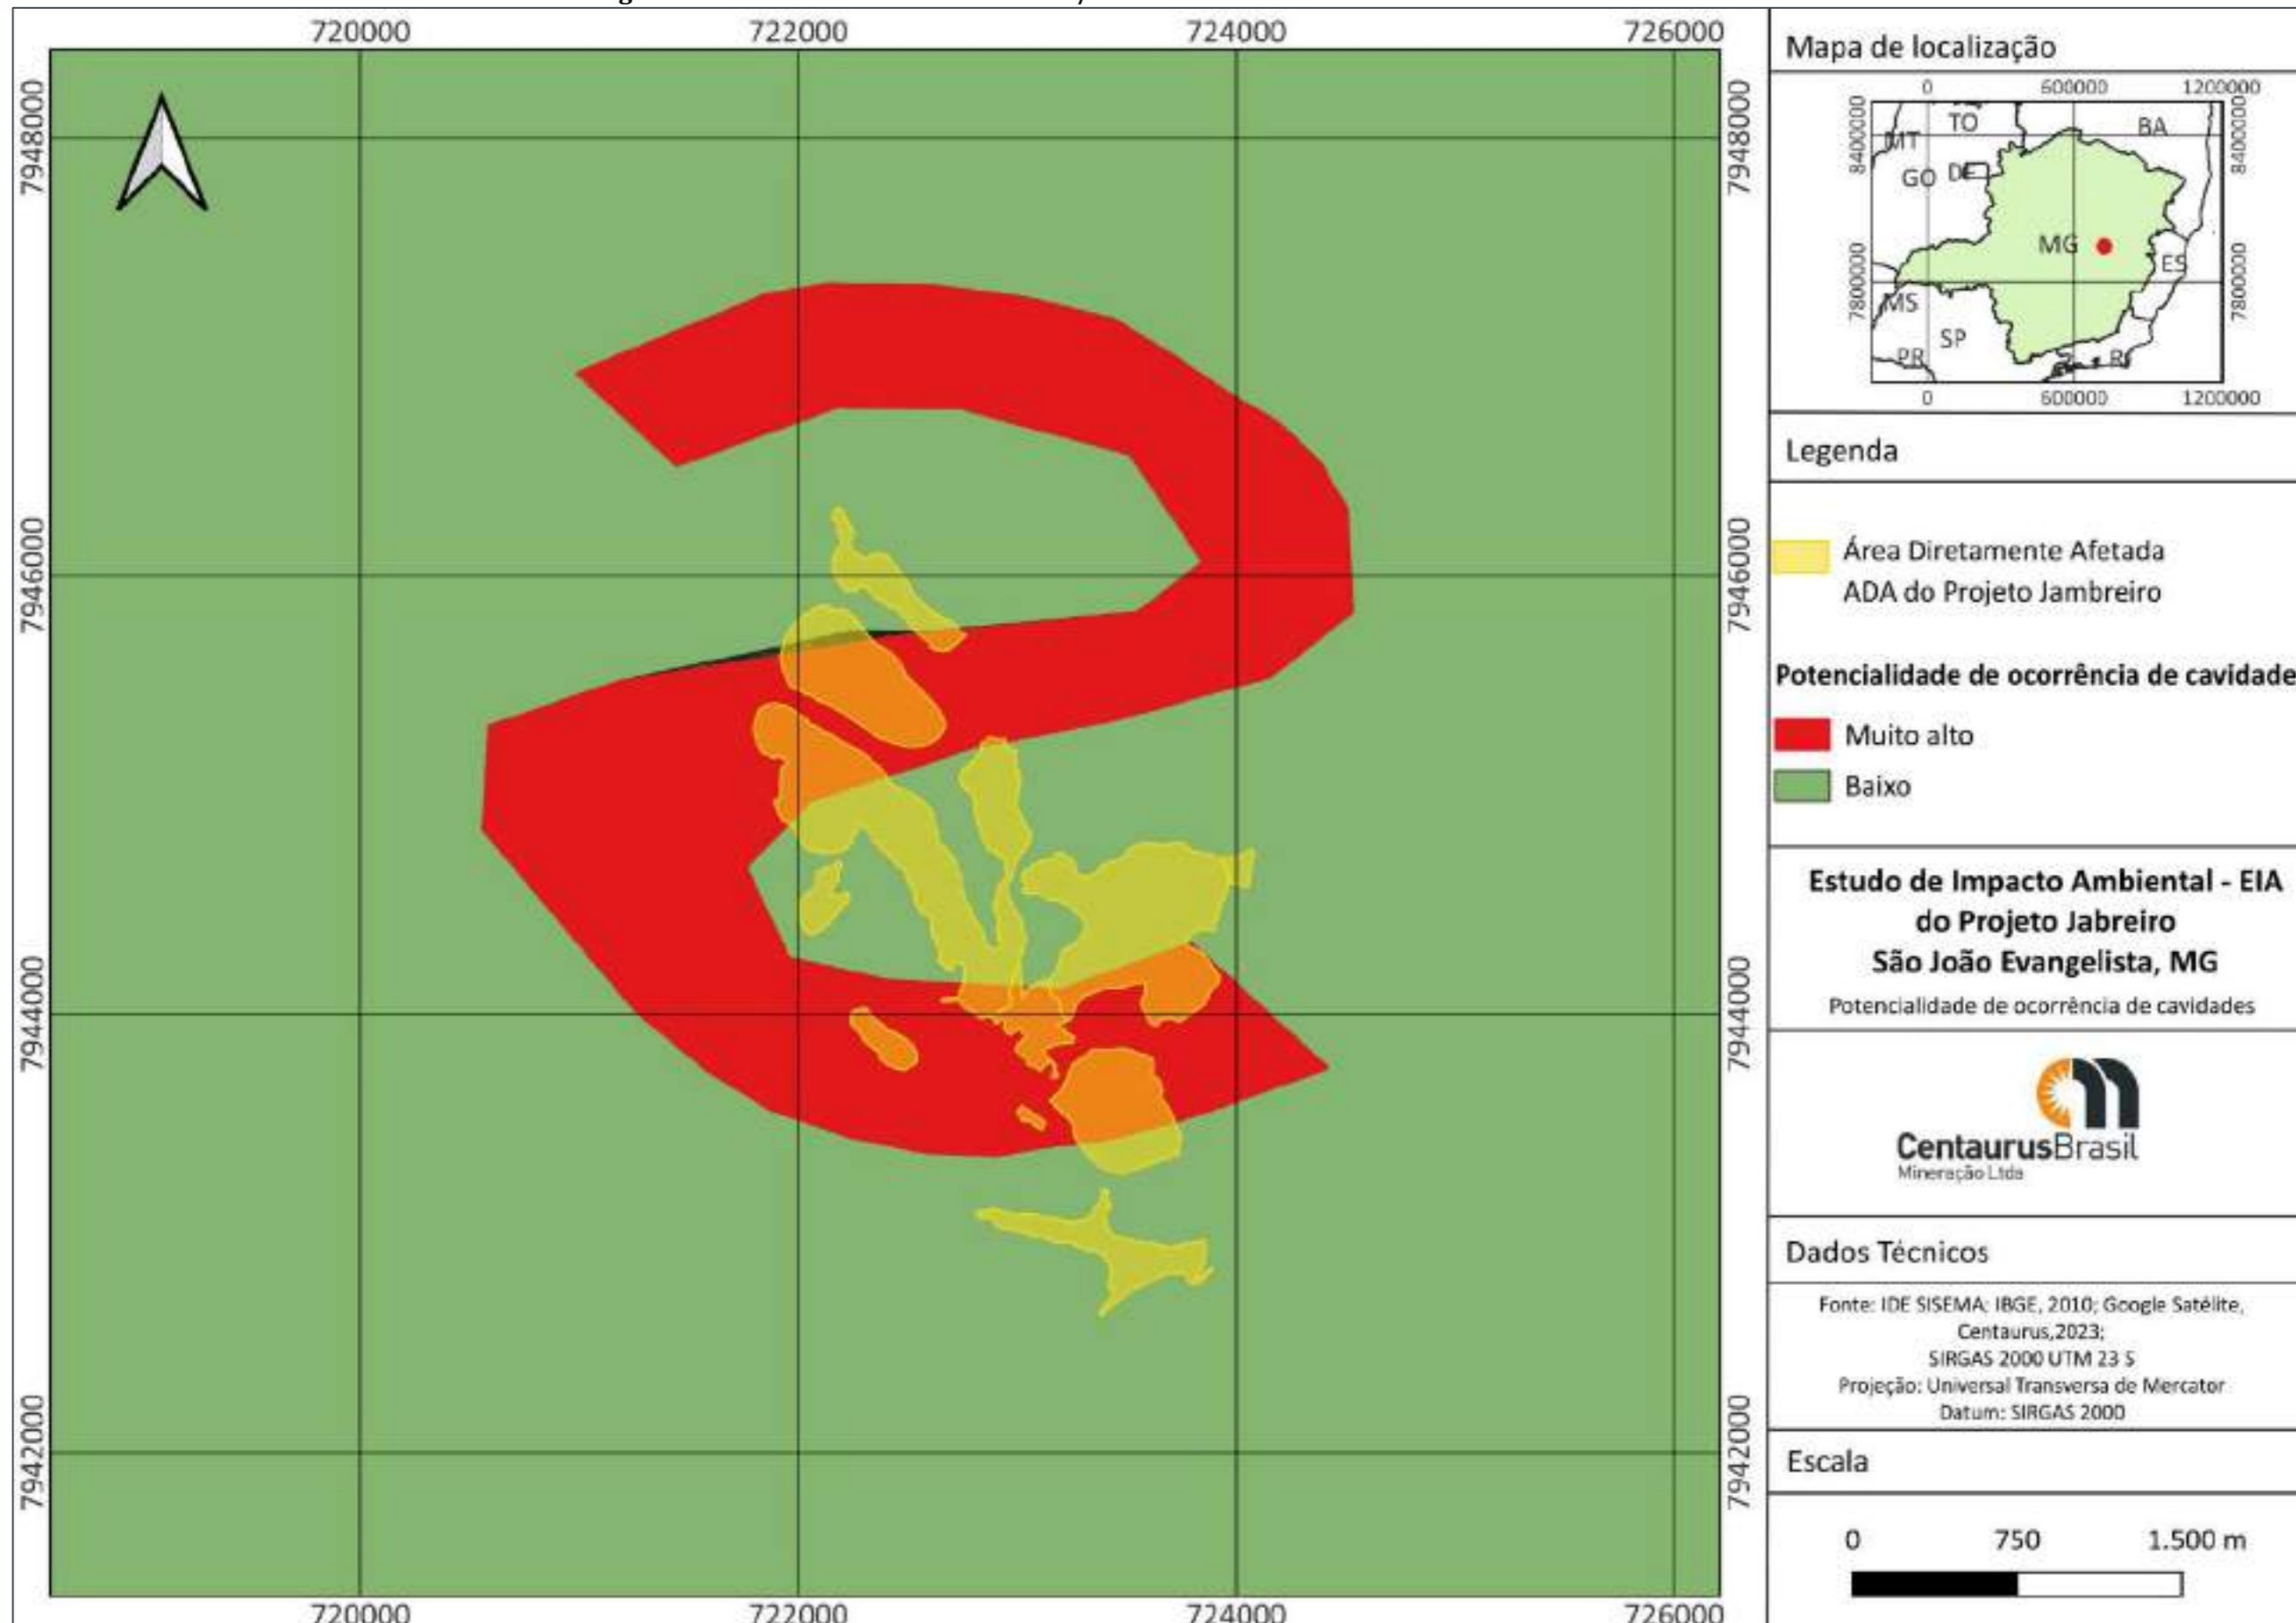 720000
722000
724000
726000
7948000
7948000
7946000
7946000
7944000
7944000
7942000
7942000
720000
722000
724000
726000
Mapa de localização
0
600000
1200000
8400000
8400000
7800000
7800000
MT
TO
BA
GO
DF
MG
ES
MS
SP
PR
RJ
0
600000
1200000
Legenda
Área Diretamente Afetada
ADA do Projeto Jambreiro
Potencialidade de ocorrência de cavidade
Muito alto
Baixo
Estudo de Impacto Ambiental - EIA
do Projeto Jabreiro
São João Evangelista, MG
Potencialidade de ocorrência de cavidades
CentaurusBrasil
Mineração Ltda
Dados Técnicos
Fonte: IDE SISEMA; IBGE, 2010; Google Satélite,
Centaurus,2023;
SIRGAS 2000 UTM 23 S
Projeção: Universal Transversa de Mercator
Datum: SIRGAS 2000
Escala
0
750
1.500 m